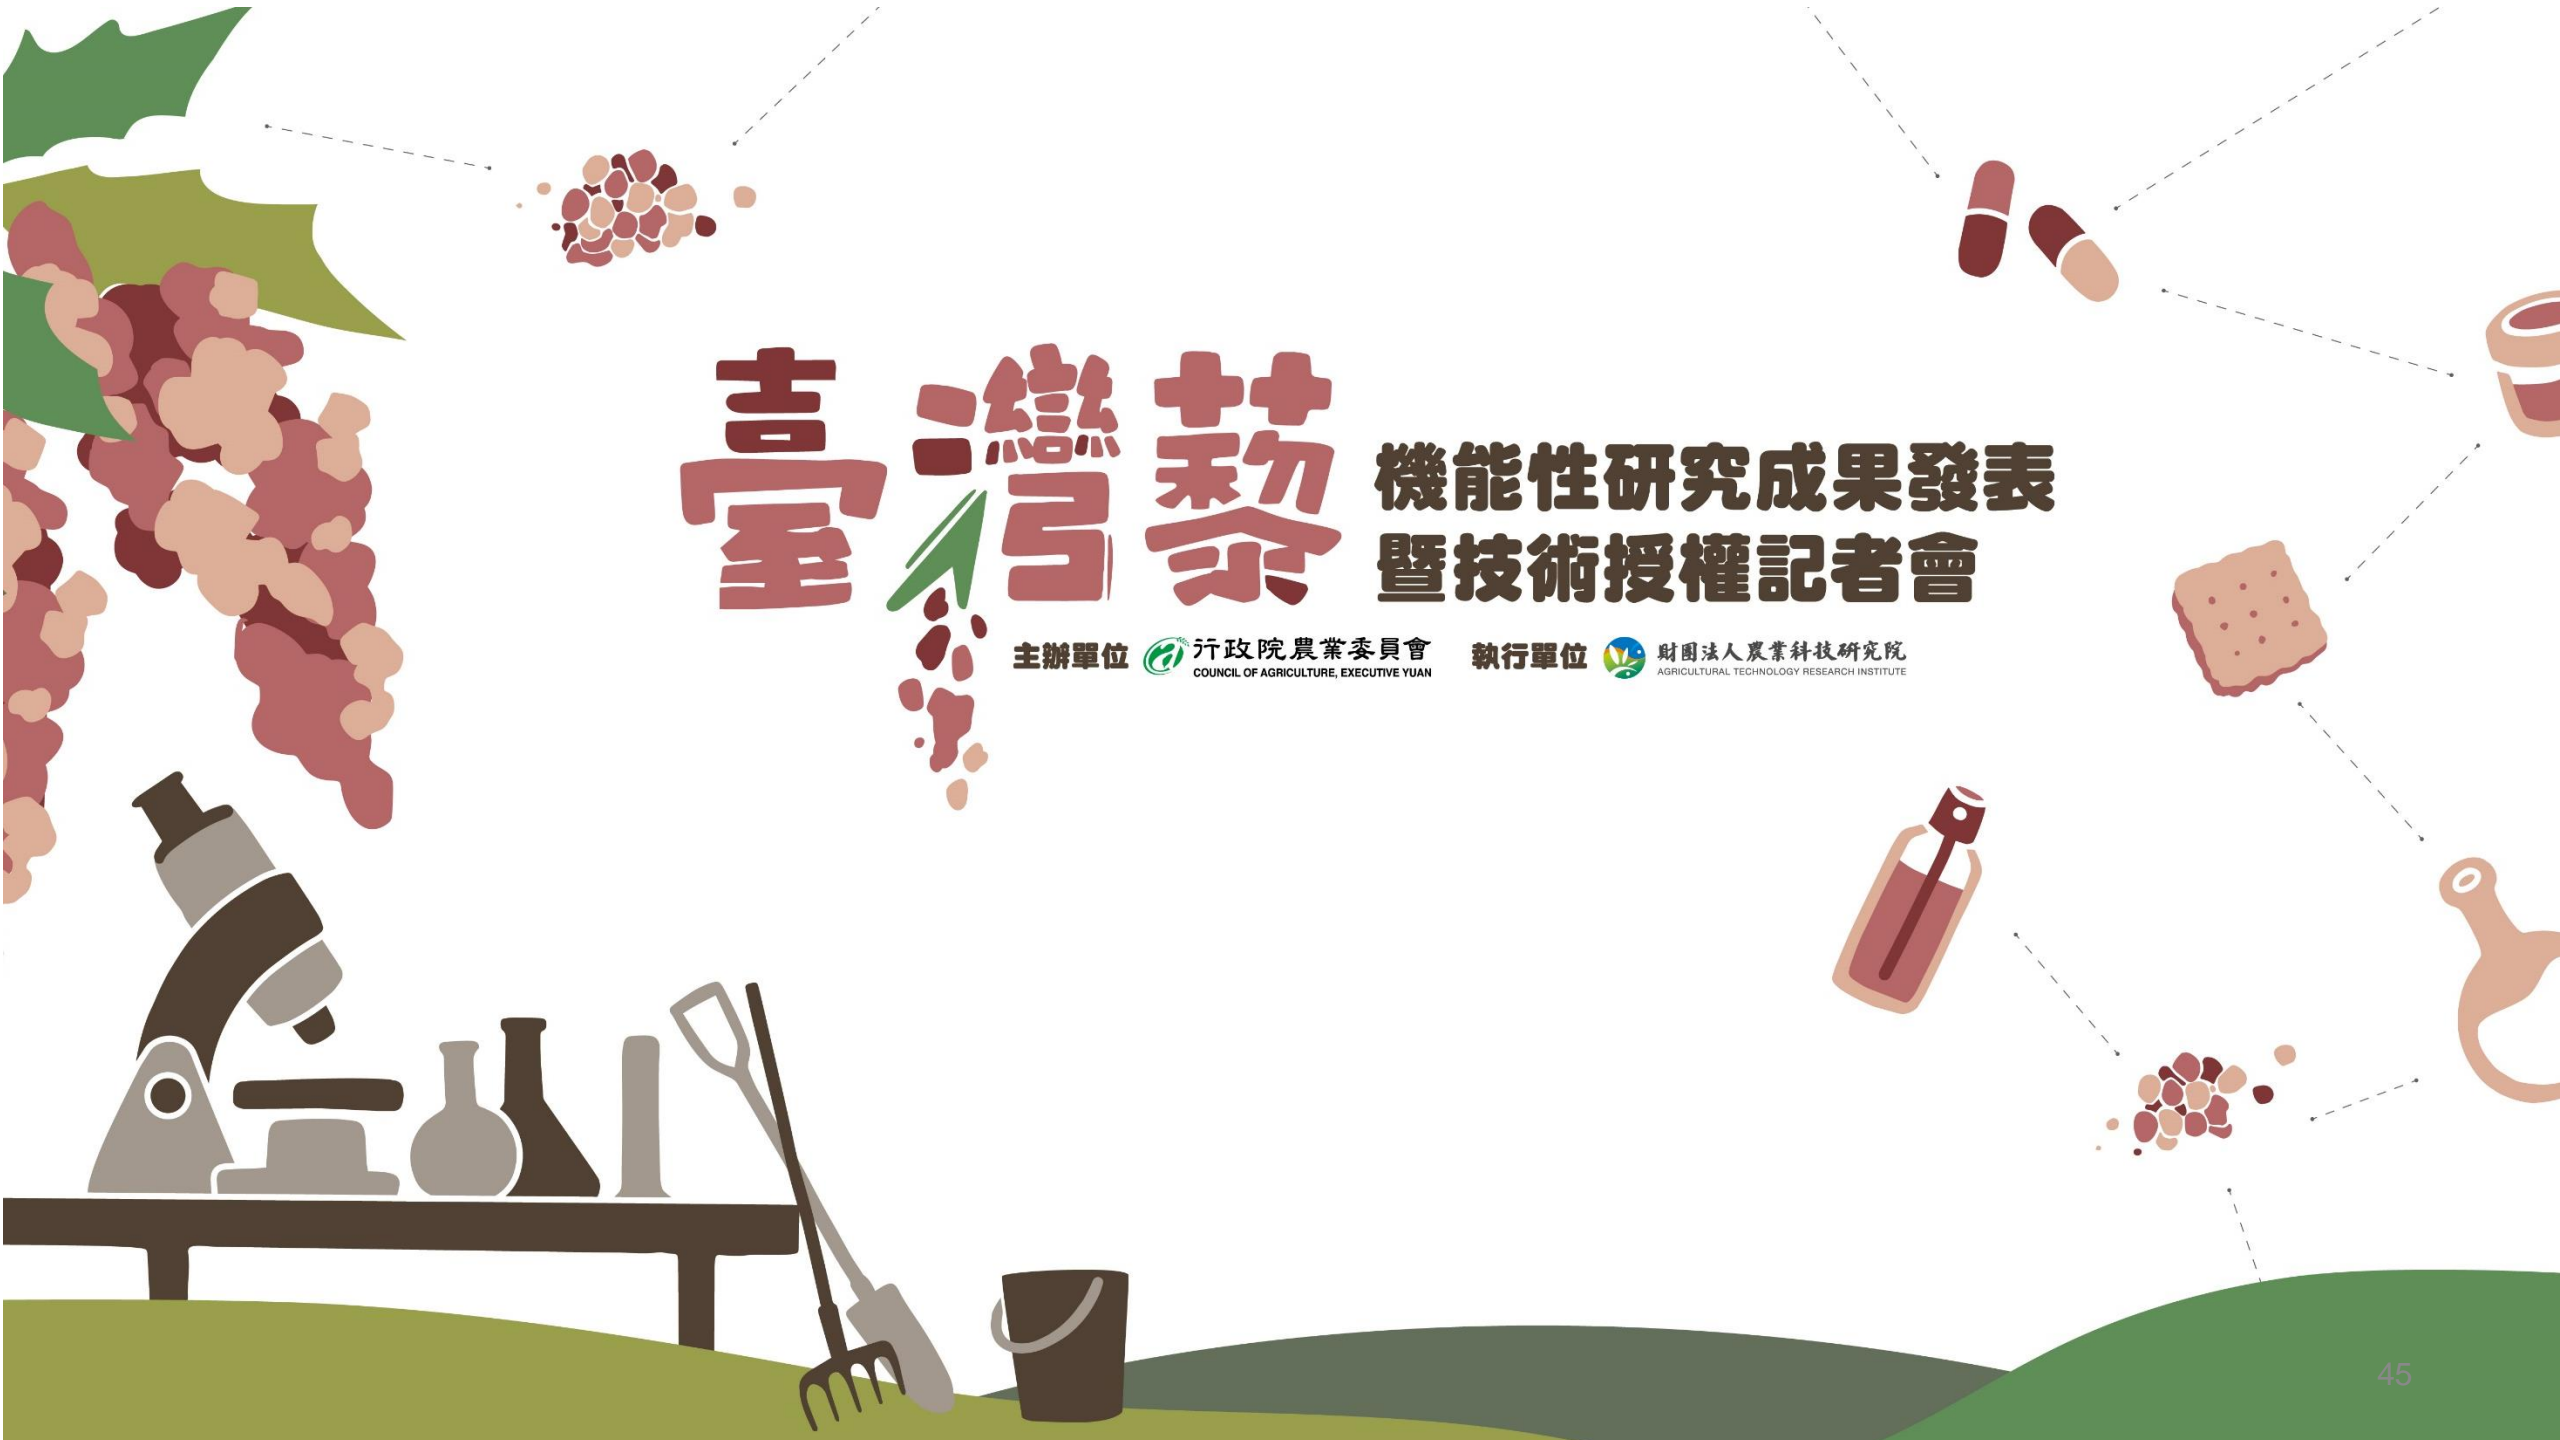 臺灣藜
機能性研究成果發表
暨技術授權記者會
主辦單位 行政院農業委員會 執行單位 財團法人農業科技研究院
COUNCIL OF AGRICULTURE, EXECUTIVE YUAN AGRICULTURAL TECHNOLOGY RESEARCH INSTITUTE
45